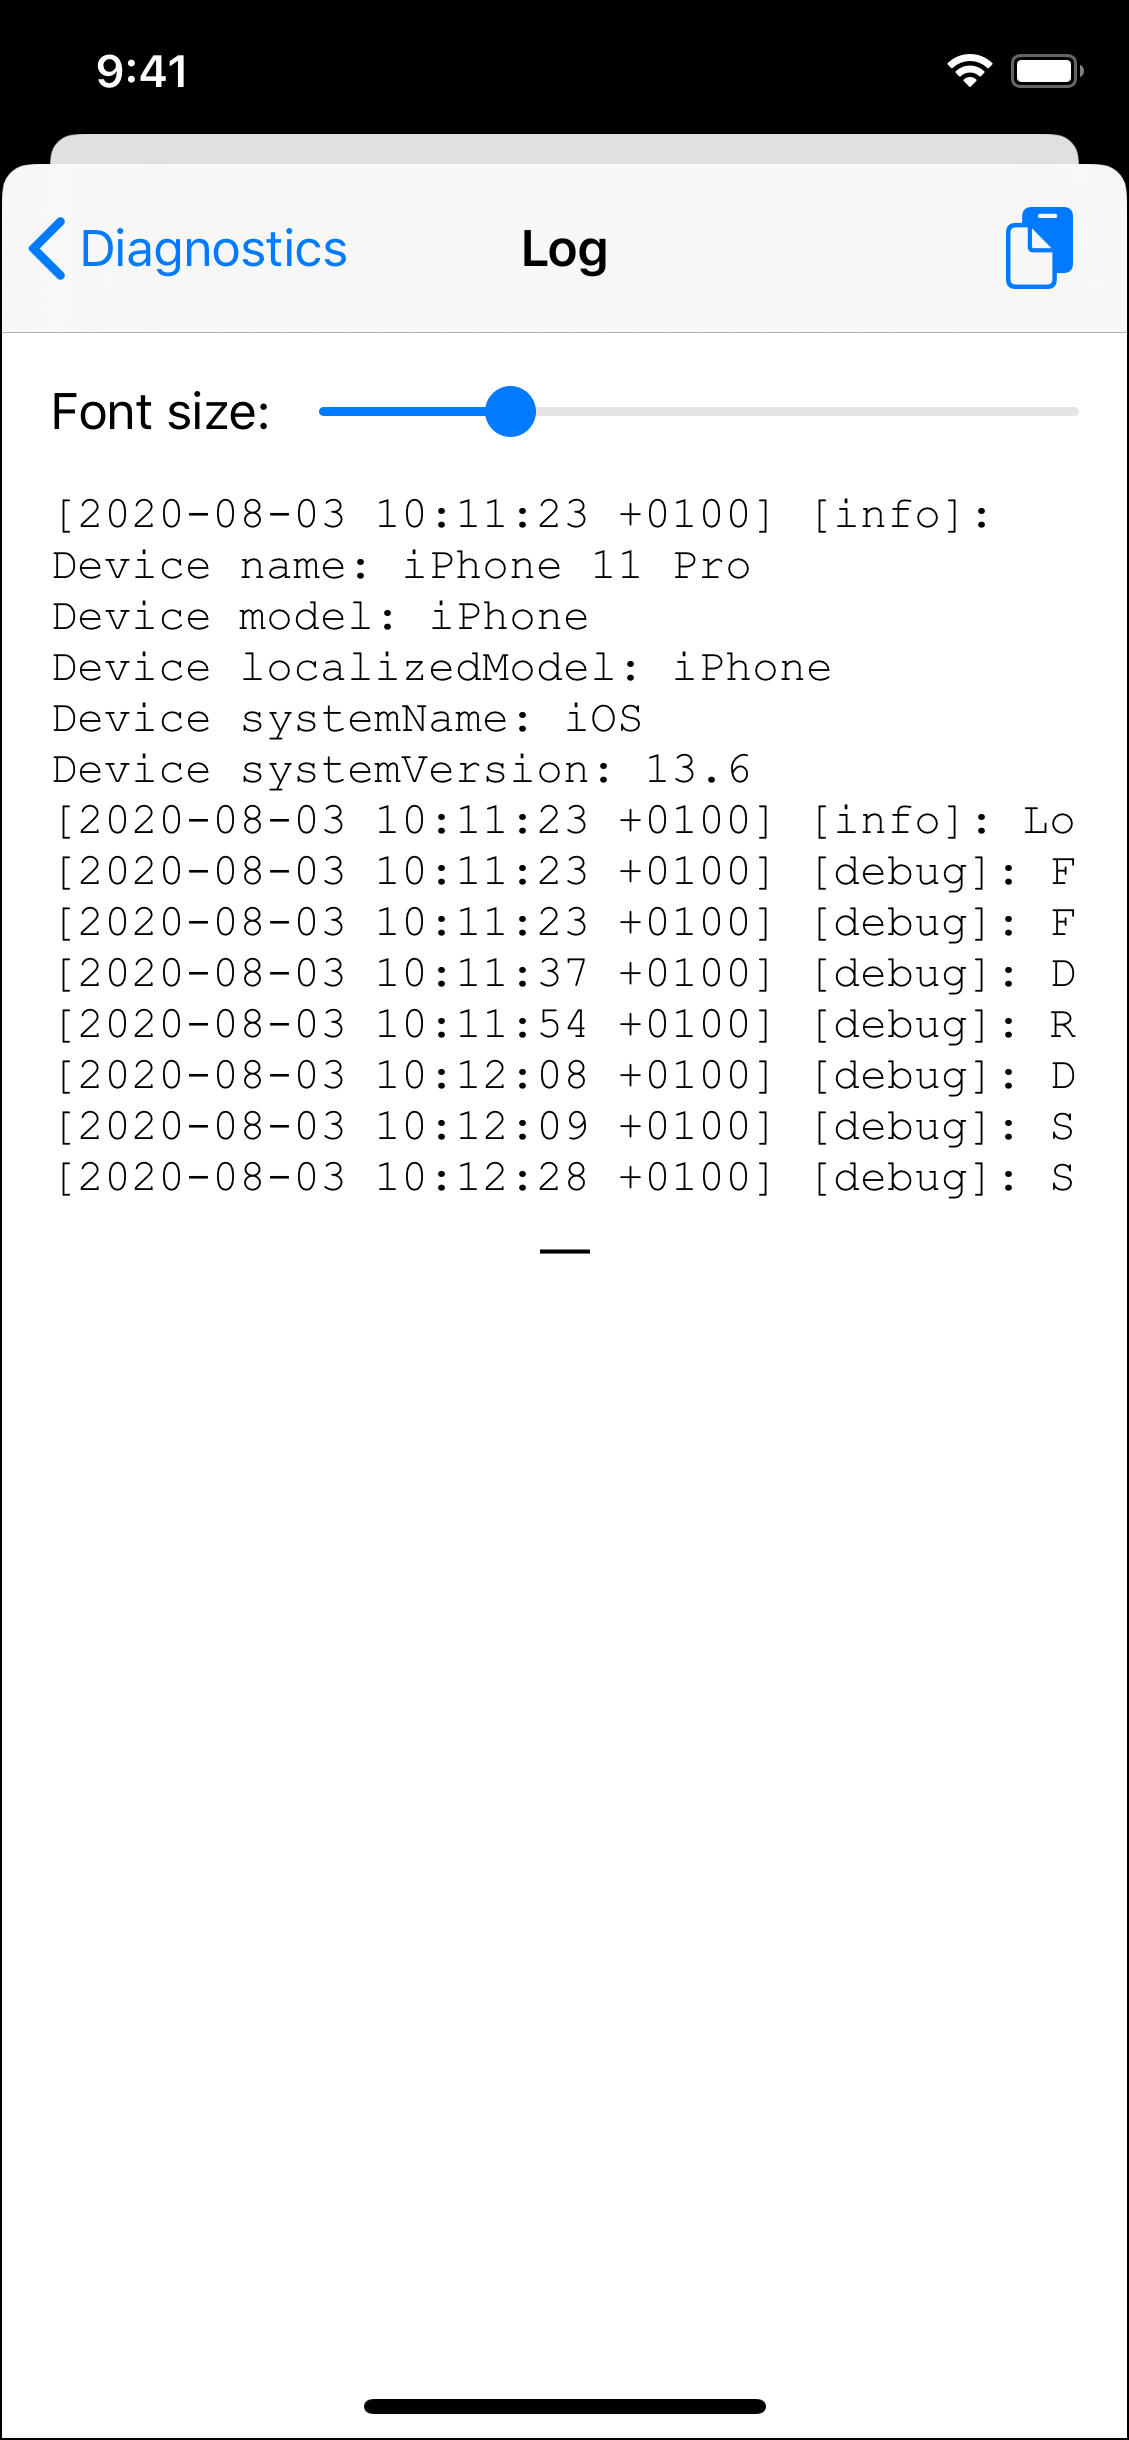 9:41
Diagnostics
Log
Font size:
[2020-08-03 10:11:23 +0100] [info]:
Device name: iPhone 11 Pro
Device model: iPhone
Device localizedModel: iPhone
Device systemName: iOS
Device systemVersion: 13.6
[2020-08-03 10:11:23 +0100] [info]: Lo
[2020-08-03 10:11:23 +0100] [debug]: F
[2020-08-03 10:11:23 +0100] [debug]: F
[2020-08-03 10:11:37 +0100] [debug]: D
[2020-08-03 10:11:54 +0100] [debug]: R
[2020-08-03 10:12:08 +0100] [debug]: D
[2020-08-03 10:12:09 +0100] [debug]: S
[2020-08-03 10:12:28 +0100] [debug]: S
—